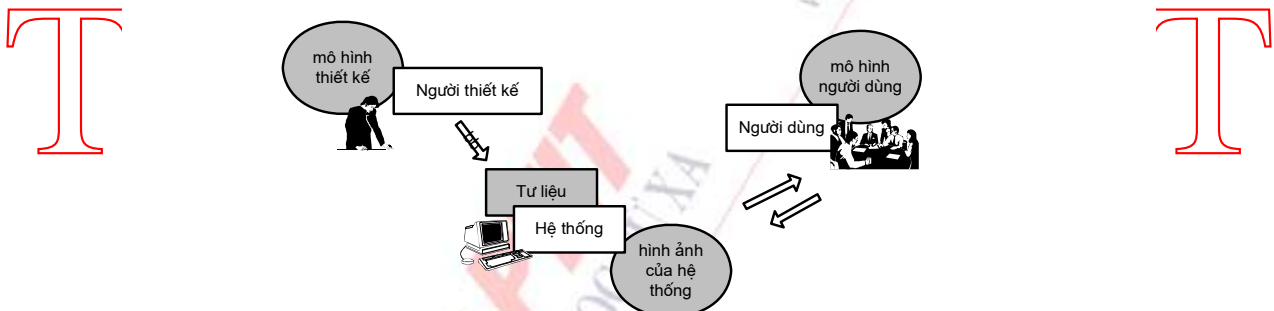 T
T
mô hình
thiết kế
Người thiết kế
mô hình
người dùng
Người dùng
Tư liệu
Hệ thống
hình ảnh
của hệ
thống